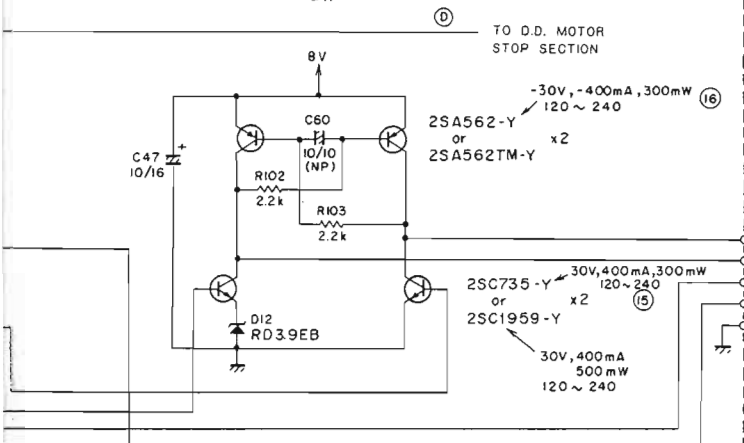 D
TO D.D. MOTOR
STOP SECTION
8V
-30V, -400mA, 300mW
120 ~ 240
16
C60
10/10
(NP)
2SA562-Y
or x2
2SA562TM-Y
C47
10/16
+
R102
2.2k
R103
2.2k
2SC735-Y
or x2
2SC1959-Y
30V, 400mA, 300mW
120~240
15
D12
RD3.9EB
30V, 400mA
500mW
120 ~ 240